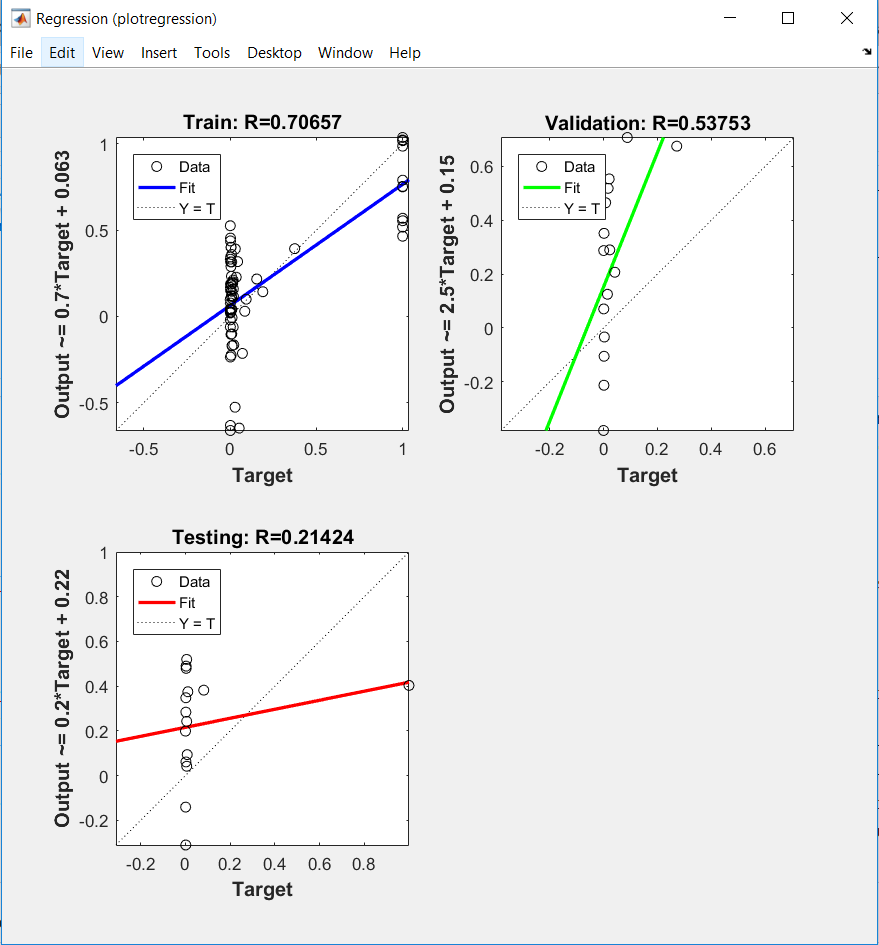 Regression (plotregression)
File Edit View Insert Tools Desktop Window Help
Train: R=0.70657
Output ~= 0.7*Target + 0.063
1
0.5
0
-0.5
Data
Fit
Y = T
-0.5 0 0.5 1
Target
Validation: R=0.53753
Output ~= 2.5*Target + 0.15
0.6
0.4
0.2
0
-0.2
Data
Fit
Y = T
-0.2 0 0.2 0.4 0.6
Target
Testing: R=0.21424
Output ~= 0.2*Target + 0.22
1
0.8
0.6
0.4
0.2
0
-0.2
Data
Fit
Y = T
-0.2 0 0.2 0.4 0.6 0.8
Target